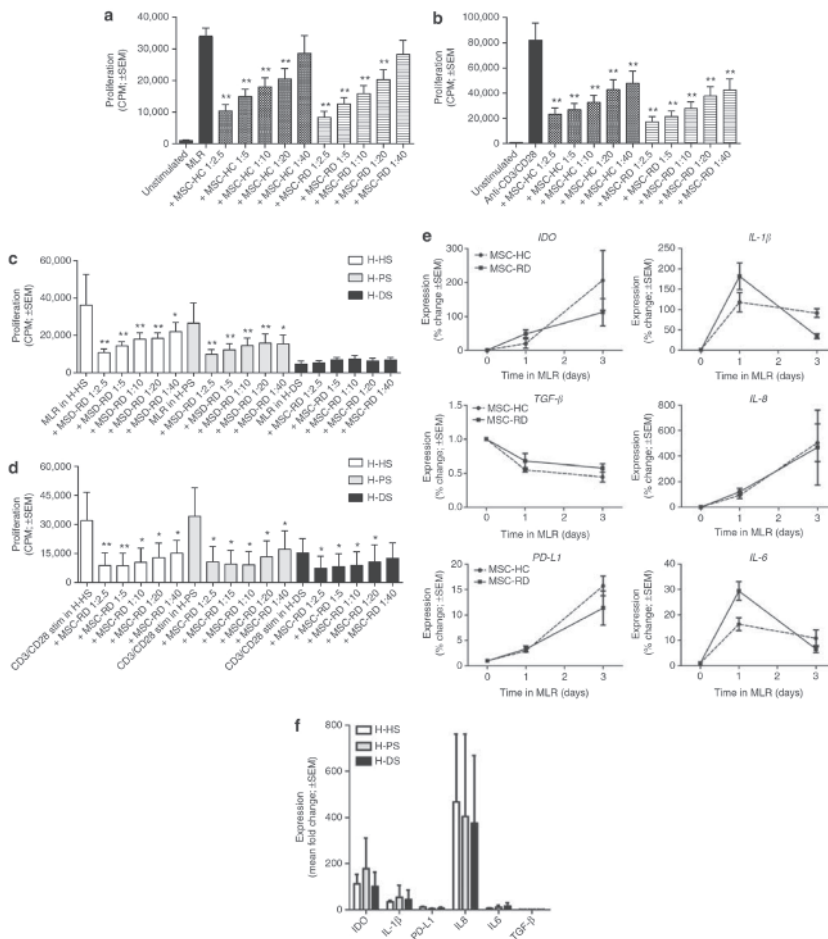 a
Proliferation
(CPM; ±SEM)
40,000
30,000
20,000
10,000
0
** ** ** ** ** ** ** **
Unstimulated
MLR
+ MSC-HC 1:2.5
+ MSC-HC 1:5
+ MSC-HC 1:10
+ MSC-HC 1:20
+ MSC-HC 1:40
+ MSC-RD 1:2.5
+ MSC-RD 1:5
+ MSC-RD 1:10
+ MSC-RD 1:20
+ MSC-RD 1:40
b
Proliferation
(CPM; ±SEM)
100,000
80,000
60,000
40,000
20,000
0
** ** ** ** ** ** ** ** ** **
Unstimulated
Anti-CD3/CD28
+ MSC-HC 1:2.5
+ MSC-HC 1:5
+ MSC-HC 1:10
+ MSC-HC 1:20
+ MSC-HC 1:40
+ MSC-RD 1:2.5
+ MSC-RD 1:5
+ MSC-RD 1:10
+ MSC-RD 1:20
+ MSC-RD 1:40
c
Proliferation
(CPM; ±SEM)
60,000
40,000
20,000
0
H-HS
H-PS
H-DS
** ** ** ** * ** ** ** ** *
MLR in H-HS
+ MSD-RD 1:2.5
+ MSD-RD 1:5
+ MSD-RD 1:10
+ MSD-RD 1:20
+ MSD-RD 1:40
MLR in H-PS
+ MSD-RD 1:2.5
+ MSD-RD 1:5
+ MSD-RD 1:10
+ MSD-RD 1:20
+ MSD-RD 1:40
MLR in H-DS
+ MSC-RD 1:2.5
+ MSC-RD 1:5
+ MSC-RD 1:10
+ MSC-RD 1:20
+ MSC-RD 1:40
d
Proliferation
(CPM; ±SEM)
60,000
45,000
30,000
15,000
0
** ** * * * * * * * * * * * *
CD3/CD28 stim in H-HS
+ MSC-RD 1:2.5
+ MSC-RD 1:5
+ MSC-RD 1:10
+ MSC-RD 1:20
+ MSC-RD 1:40
CD3/CD28 stim in H-PS
+ MSC-RD 1:2.5
+ MSC-RD 1:15
+ MSC-RD 1:10
+ MSC-RD 1:20
+ MSC-RD 1:40
CD3/CD28 stim in H-DS
+ MSC-RD 1:2.5
+ MSC-RD 1:5
+ MSC-RD 1:10
+ MSC-RD 1:20
+ MSC-RD 1:40
e
IDO
Expression
(% change ±SEM)
300
200
100
0
MSC-HC
MSC-RD
0 1 2 3
Time in MLR (days)
IL-1β
Expression
(% change; ±SEM)
250
200
150
100
50
0
0 1 2 3
Time in MLR (days)
TGF-β
Expression
(% change; ±SEM)
1.5
1.0
0.5
0
MSC-HC
MSC-RD
0 1 2 3
Time in MLR (days)
IL-8
Expression
(% change; ±SEM)
800
600
400
200
0
0 1 2 3
Time in MLR (days)
PD-L1
Expression
(% change; ±SEM)
20
15
10
5
0
MSC-HC
MSC-RD
0 1 2 3
Time in MLR (days)
IL-6
Expression
(% change; ±SEM)
40
30
20
10
0
0 1 2 3
Time in MLR (days)
f
Expression
(mean fold change; ±SEM)
800
600
400
200
0
H-HS
H-PS
H-DS
IDO
IL-1β
PD-L1
IL8
IL6
TGF-β